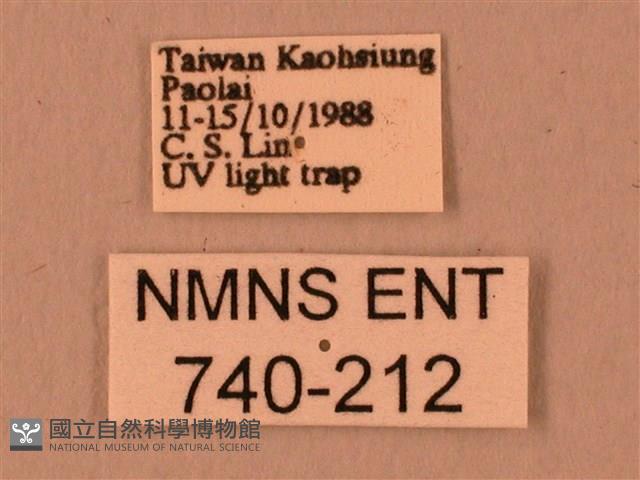 Taiwan Kaohsiung
Paolai
11-15/10/1988
C. S. Lin
UV light trap
NMNS ENT
740-212
國立自然科學博物館
NATIONAL MUSEUM OF NATURAL SCIENCE